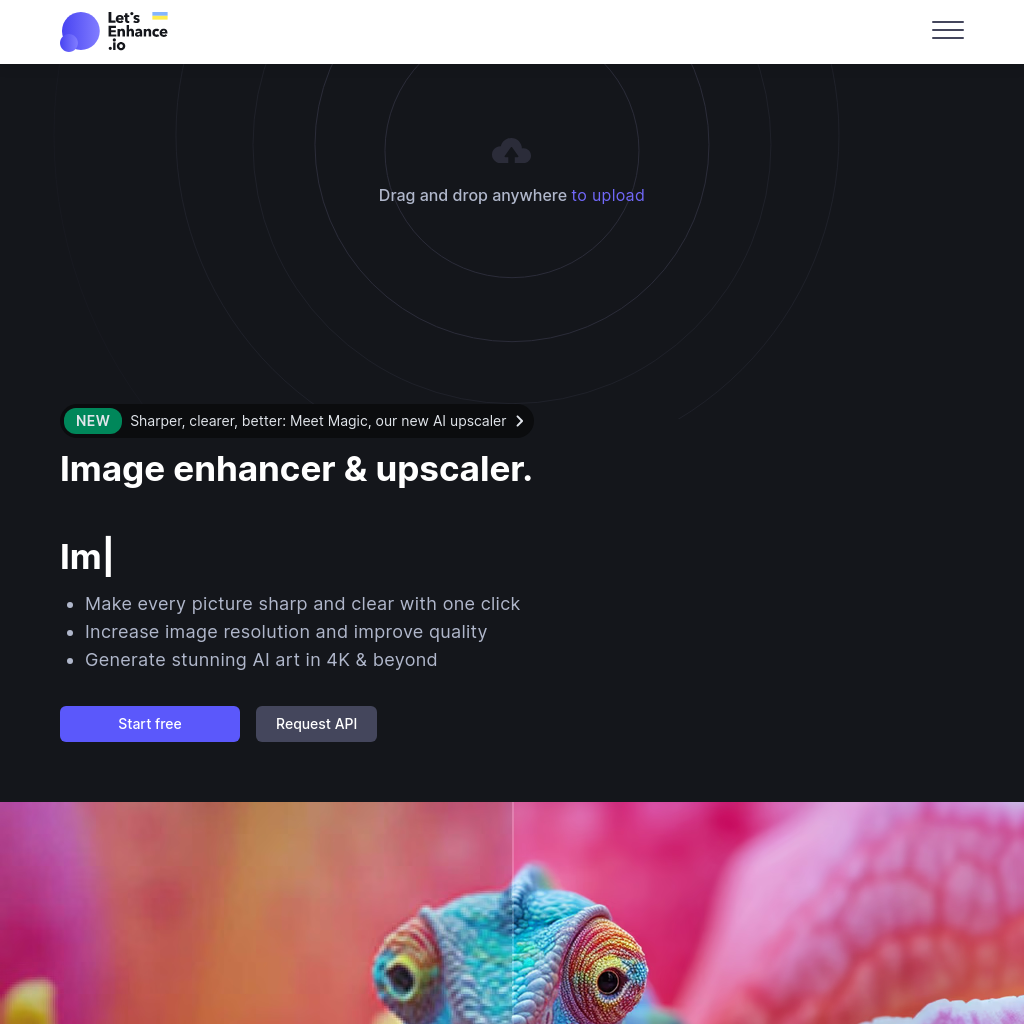 Let's
Enhance
.io
Drag and drop anywhere to upload
NEW Sharper, clearer, better: Meet Magic, our new AI upscaler
Image enhancer & upscaler.
Im|
• Make every picture sharp and clear with one click
• Increase image resolution and improve quality
• Generate stunning AI art in 4K & beyond
Start free Request API